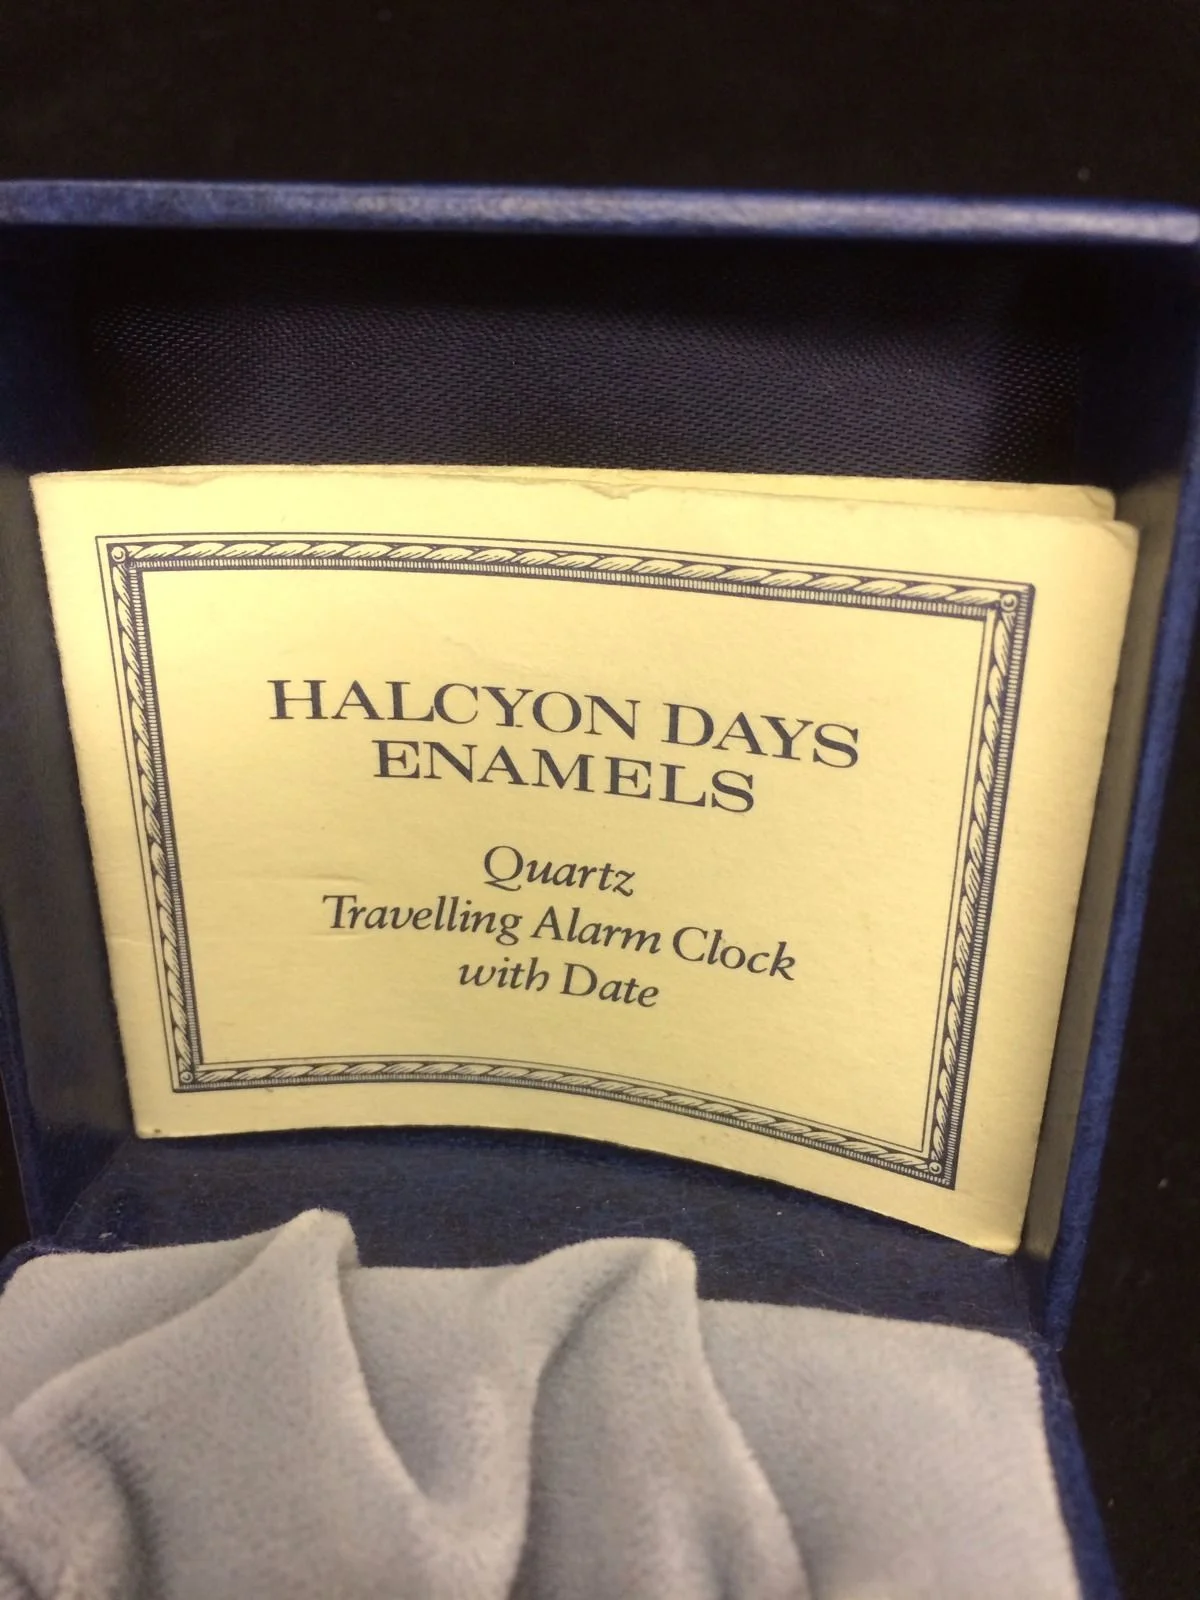 HALCYON DAYS
ENAMELS
Quartz
Travelling Alarm Clock
with Date